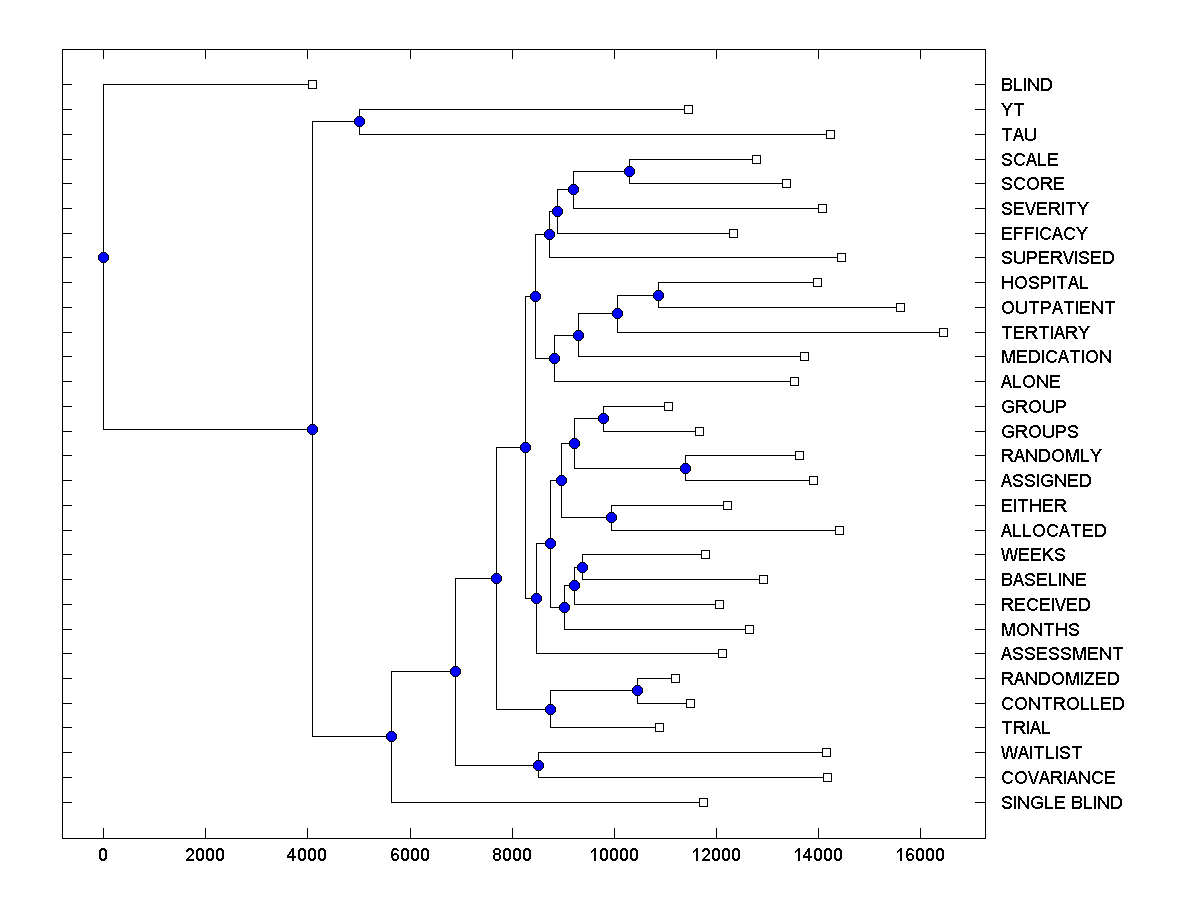 BLIND
YT
TAU
SCALE
SCORE
SEVERITY
EFFICACY
SUPERVISED
HOSPITAL
OUTPATIENT
TERTIARY
MEDICATION
ALONE
GROUP
GROUPS
RANDOMLY
ASSIGNED
EITHER
ALLOCATED
WEEKS
BASELINE
RECEIVED
MONTHS
ASSESSMENT
RANDOMIZED
CONTROLLED
TRIAL
WAITLIST
COVARIANCE
SINGLE BLIND
0 2000 4000 6000 8000 10000 12000 14000 16000